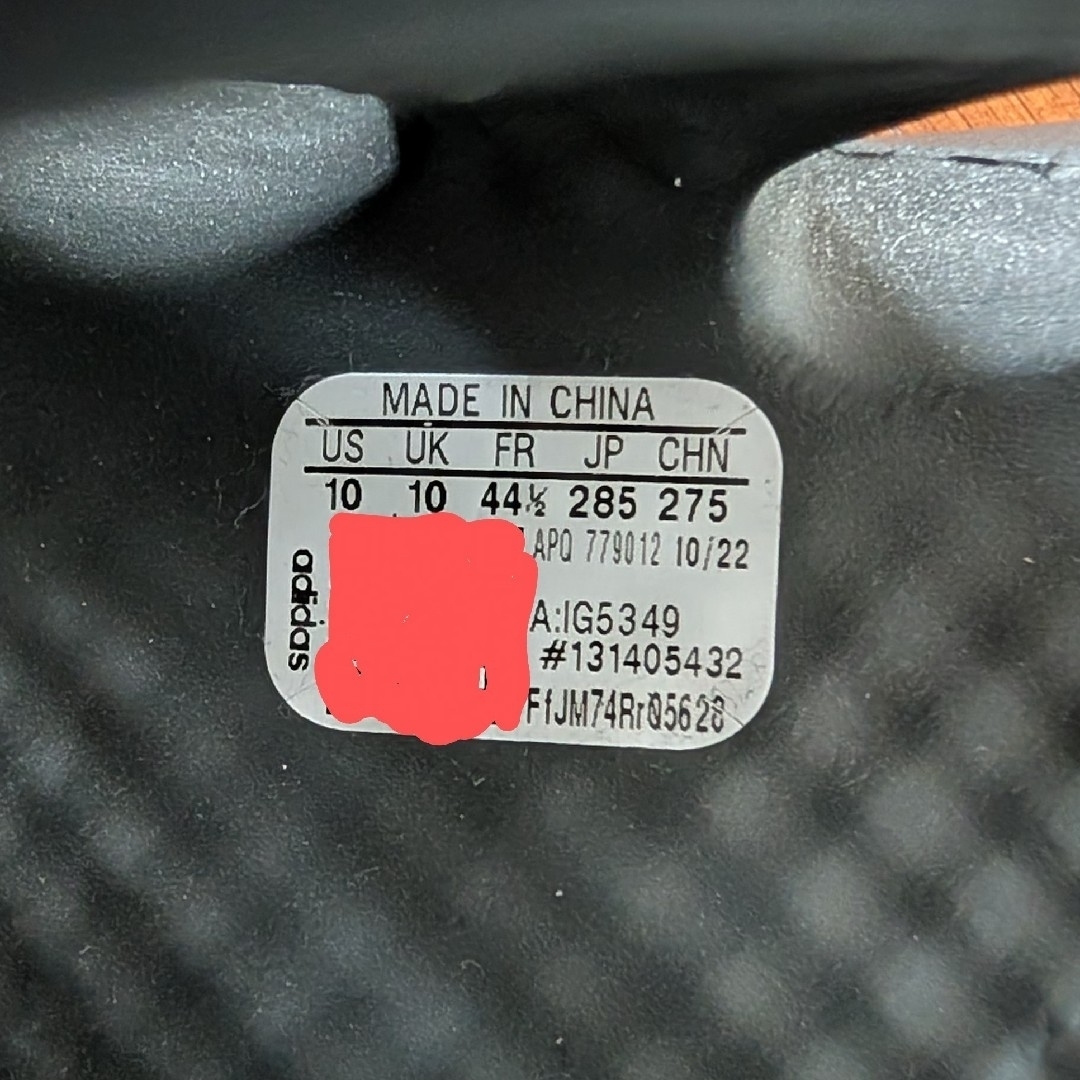 MADE IN CHINA
US UK FR JP CHN
10 10 44½ 285 275
APQ 779012 10/22
A:IG5349
#131405432
FfJM74RrQ5628
adidas